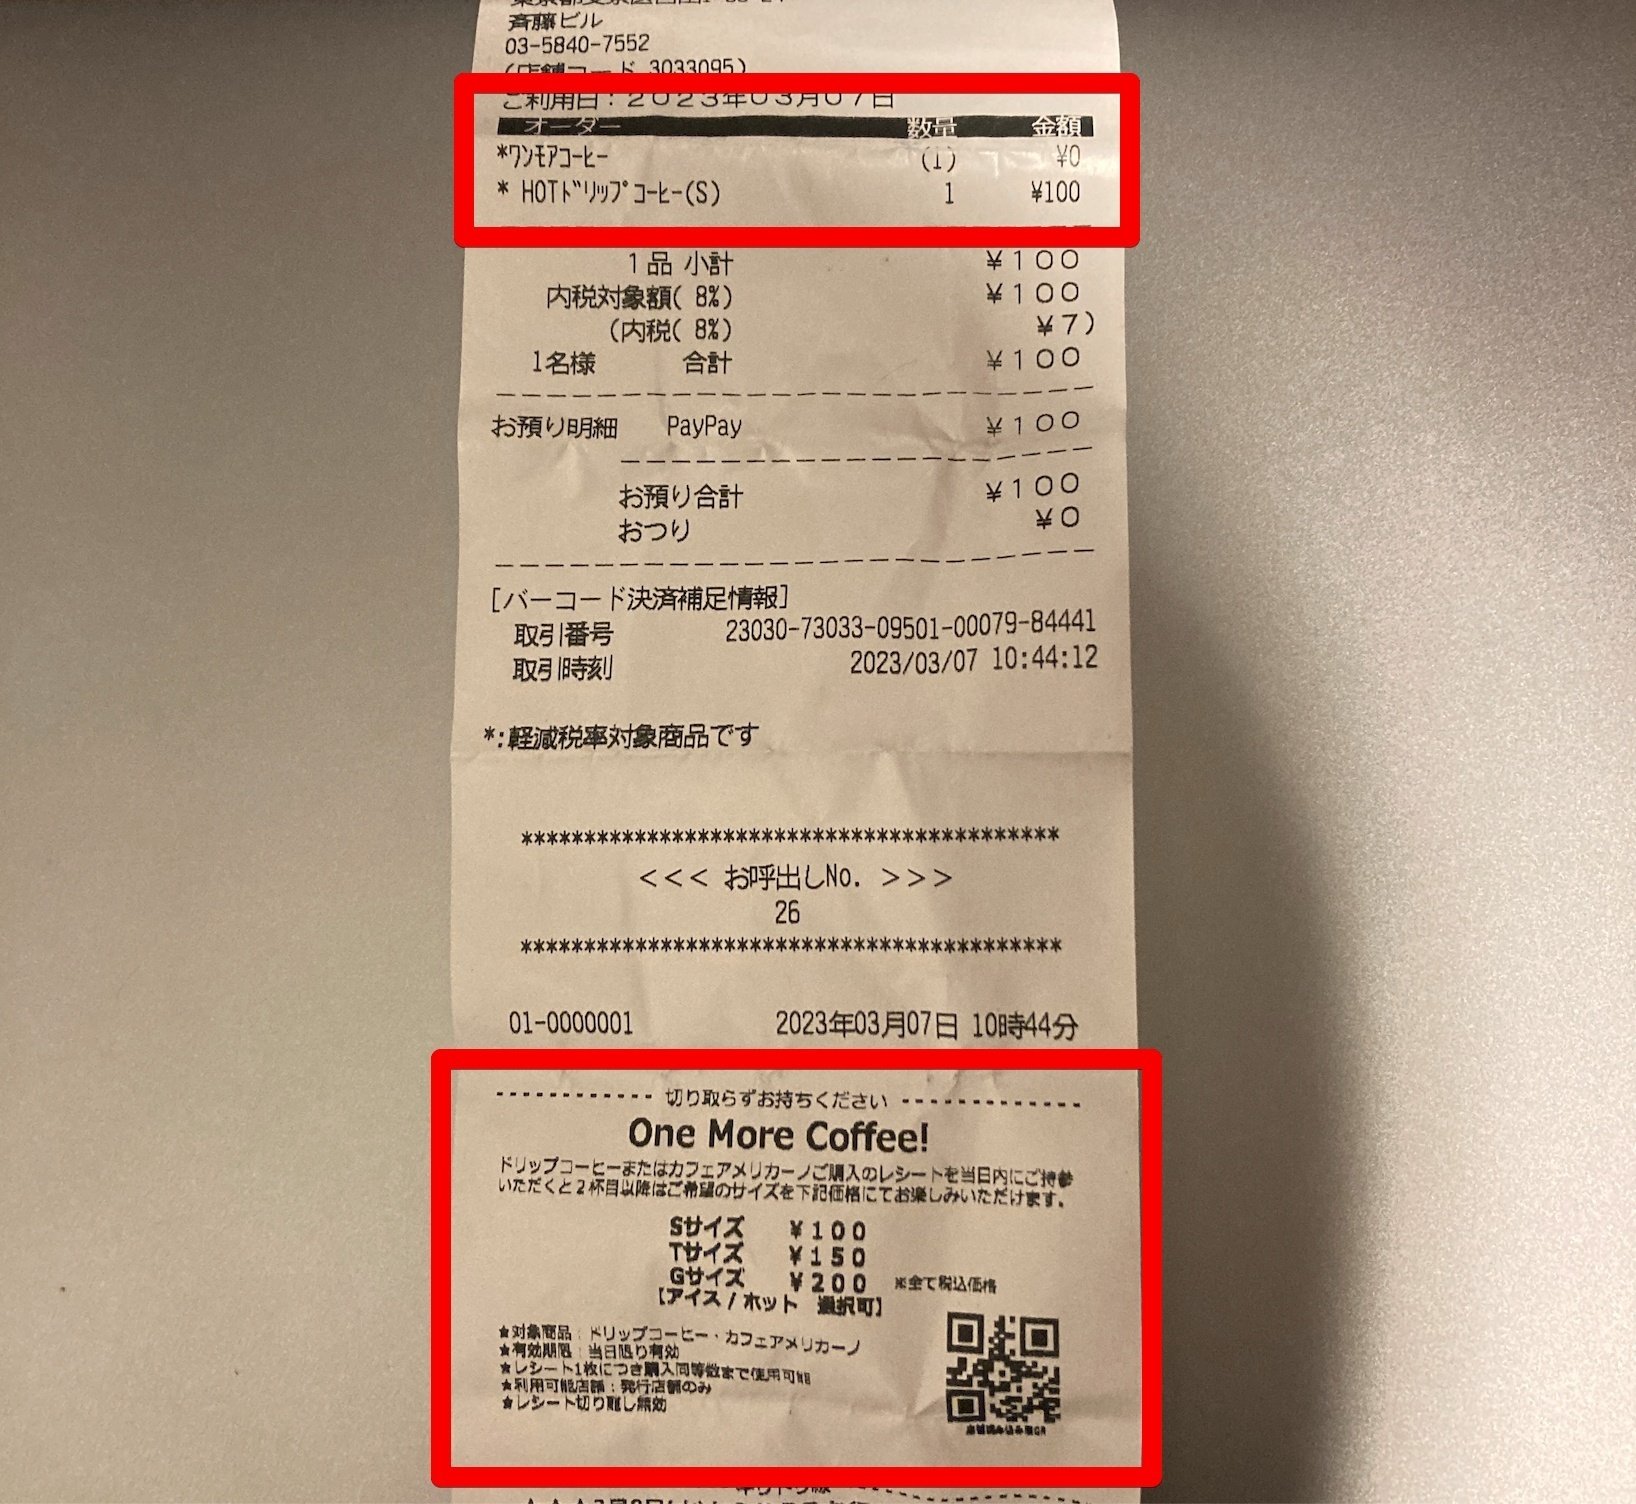 斉藤ビル
03-5840-7552
(店舗コード 3033095)
ご利用日：2023年03月07日
オーダー 数量 金額
*ワンモアコーヒー (1) ¥0
* HOTドリップコーヒー(S) 1 ¥100
1品 小計 ¥100
内税対象額( 8%) ¥100
(内税( 8%) ¥7)
1名様 合計 ¥100
お預り明細 PayPay ¥100
お預り合計 ¥100
おつり ¥0
[バーコード決済補足情報]
取引番号 23030-73033-09501-00079-84441
取引時刻 2023/03/07 10:44:12
*:軽減税率対象商品です
******************************************
<<< お呼出しNo. >>>
26
******************************************
01-0000001 2023年03月07日 10時44分
切り取らずお持ちください
One More Coffee!
ドリップコーヒーまたはカフェアメリカーノご購入のレシートを当日内にご持参
いただくと2杯目以降はご希望のサイズを下記価格にてお楽しみいただけます。
Sサイズ ¥100
Tサイズ ¥150
Gサイズ ¥200 ※全て税込価格
【アイス/ホット 選択可】
★対象商品：ドリップコーヒー・カフェアメリカーノ
★有効期限：当日限り有効
★レシート1枚につき購入同等数まで使用可能
★利用可能店舗：発行店舗のみ
★レシート切り離し無効